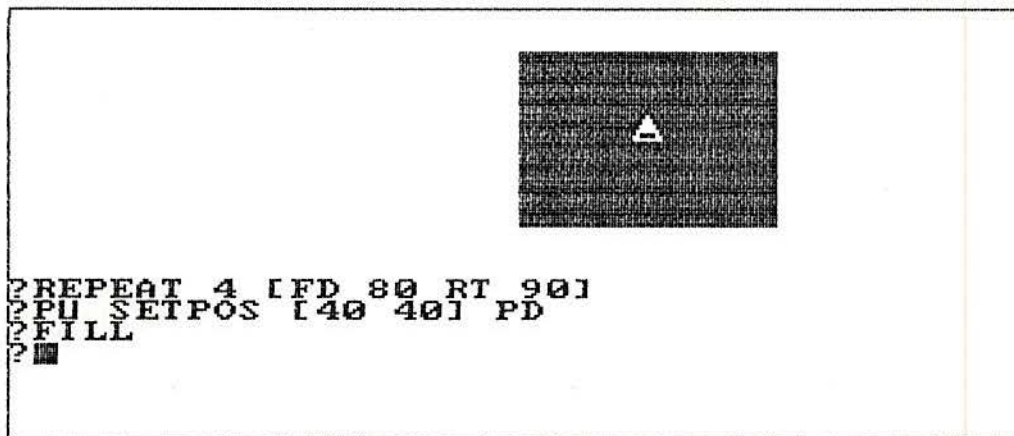 ?REPEAT 4 [FD 80 RT 90]
?PU SETPOS [40 40] PD
?FILL
?